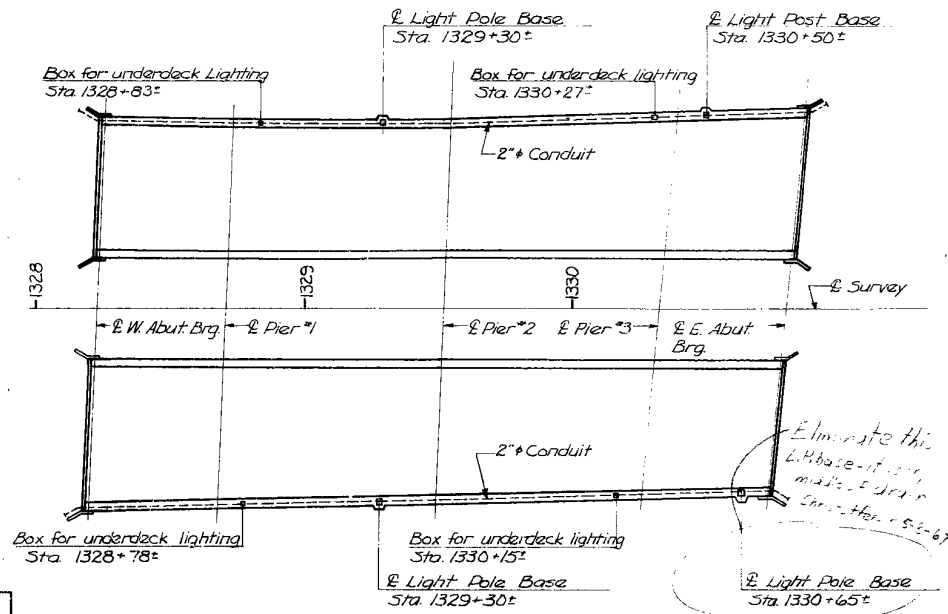 ℄ Light Pole Base
Sta. 1329+30±
℄ Light Post Base
Sta. 1330+50±
Box for underdeck Lighting
Sta. 1328+83±
Box for underdeck lighting
Sta. 1330+27±
2"φ Conduit
1328
1329
1330
℄ Survey
℄ W. Abut. Brg.
℄ Pier #1
℄ Pier #2
℄ Pier #3
℄ E. Abut.
Brg.
2"φ Conduit
Eliminate this
base
Box for underdeck lighting
Sta. 1328+78±
Box for underdeck lighting
Sta. 1330+15±
℄ Light Pole Base
Sta. 1329+30±
℄ Light Pole Base
Sta. 1330+65±